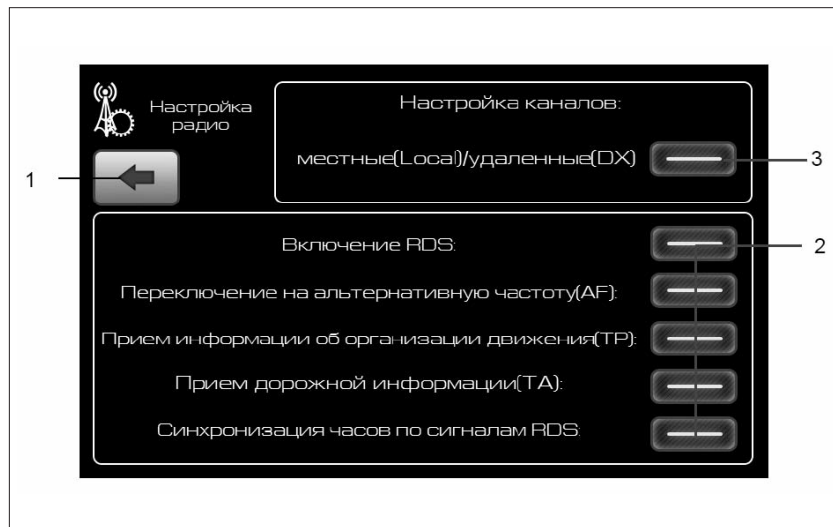 Настройка
радио
Настройка каналов:
местные(Local)/удаленные(DX)
3
1
Включение RDS:
2
Переключение на альтернативную частоту(AF):
Прием информации об организации движения(TP):
Прием дорожной информации(TA):
Синхронизация часов по сигналам RDS: